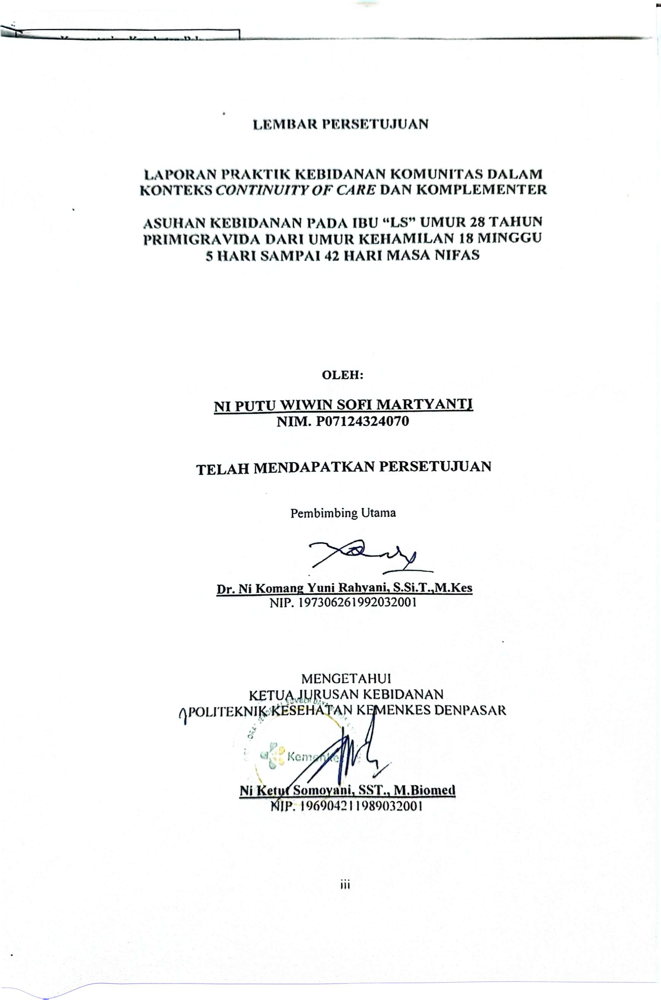 LEMBAR PERSETUJUAN
LAPORAN PRAKTIK KEBIDANAN KOMUNITAS DALAM
KONTEKS CONTINUITY OF CARE DAN KOMPLEMENTER
ASUHAN KEBIDANAN PADA IBU “LS” UMUR 28 TAHUN
PRIMIGRAVIDA DARI UMUR KEHAMILAN 18 MINGGU
5 HARI SAMPAI 42 HARI MASA NIFAS
OLEH:
NI PUTU WIWIN SOFI MARTYANTI
NIM. P07124324070
TELAH MENDAPATKAN PERSETUJUAN
Pembimbing Utama
Dr. Ni Komang Yuni Rahyani, S.Si.T.,M.Kes
NIP. 197306261992032001
MENGETAHUI
KETUA JURUSAN KEBIDANAN
POLITEKNIK KESEHATAN KEMENKES DENPASAR
SUMBER
Ni Ketut Somoyani, SST., M.Biomed
NIP. 196904211989032001
iii